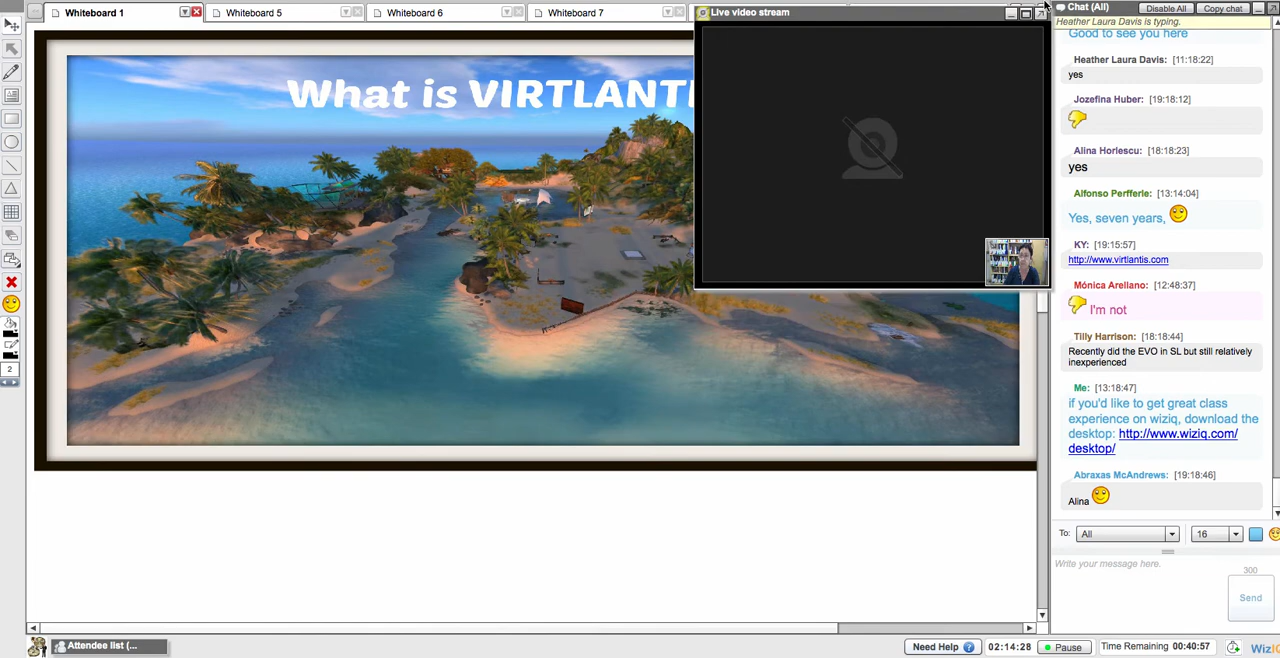 Whiteboard 1
Whiteboard 5
Whiteboard 6
Whiteboard 7
Live video stream
Chat (All)
Disable All
Copy chat
Heather Laura Davis is typing.
What is VIRTLANTI
Good to see you here
Heather Laura Davis: [11:18:22]
yes
Jozefina Huber: [19:18:12]
Alina Horlescu: [18:18:23]
yes
Alfonso Perfferle: [13:14:04]
Yes, seven years,
KY: [19:15:57]
http://www.virtlantis.com
Mónica Arellano: [12:48:37]
I'm not
Tilly Harrison: [18:18:44]
Recently did the EVO in SL but still relatively
inexperienced
Me: [13:18:47]
if you'd like to get great class
experience on wiziq, download the
desktop: http://www.wiziq.com/
desktop/
Abraxas McAndrews: [19:18:46]
Alina
To: All 16
Write your message here.
300
Send
2
Attendee list (...
Need Help ?
02:14:28
Pause
Time Remaining 00:40:57
WizI